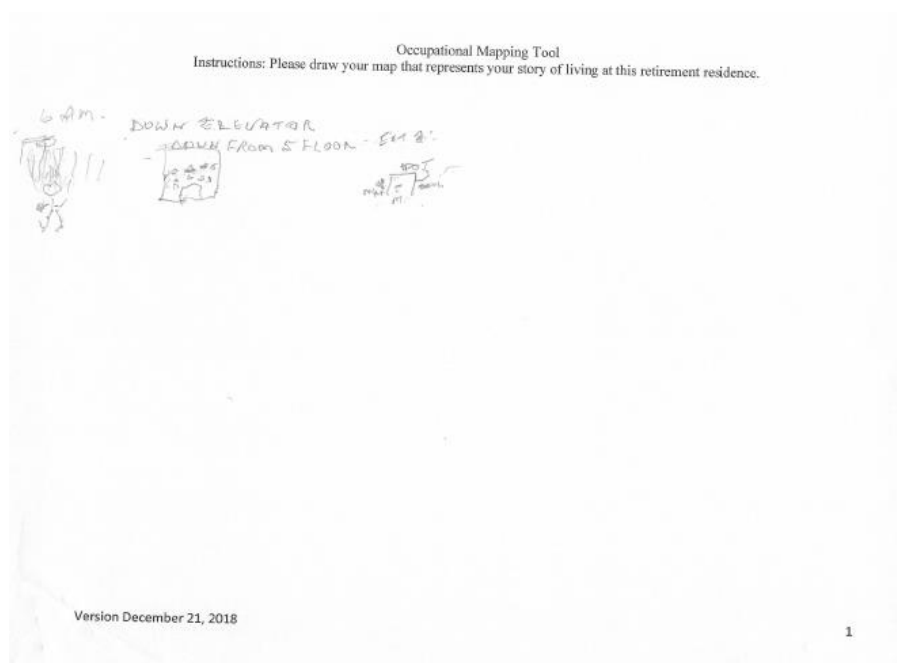 Occupational Mapping Tool
Instructions: Please draw your map that represents your story of living at this retirement residence.
6 AM.
DOWN ELEVATOR
DOWN FROM 5 FLOOR -
Version December 21, 2018
1